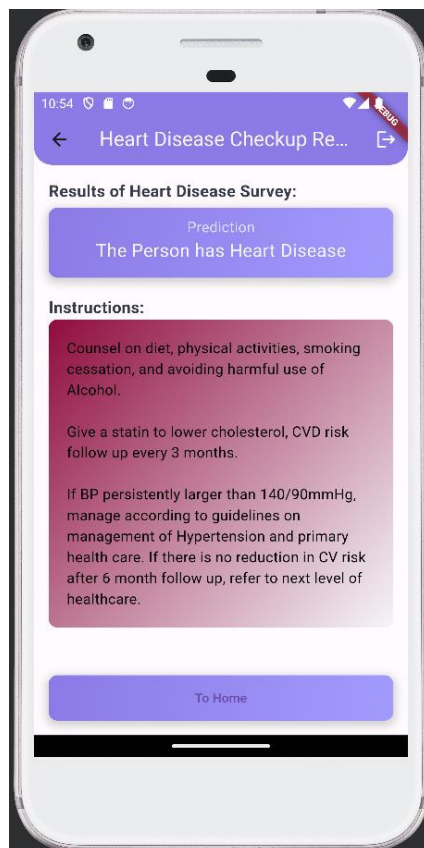 10:54
DEBUG
Heart Disease Checkup Re...
Results of Heart Disease Survey:
Prediction
The Person has Heart Disease
Instructions:
Counsel on diet, physical activities, smoking
cessation, and avoiding harmful use of
Alcohol.
Give a statin to lower cholesterol, CVD risk
follow up every 3 months.
If BP persistently larger than 140/90mmHg,
manage according to guidelines on
management of Hypertension and primary
health care. If there is no reduction in CV risk
after 6 month follow up, refer to next level of
healthcare.
To Home